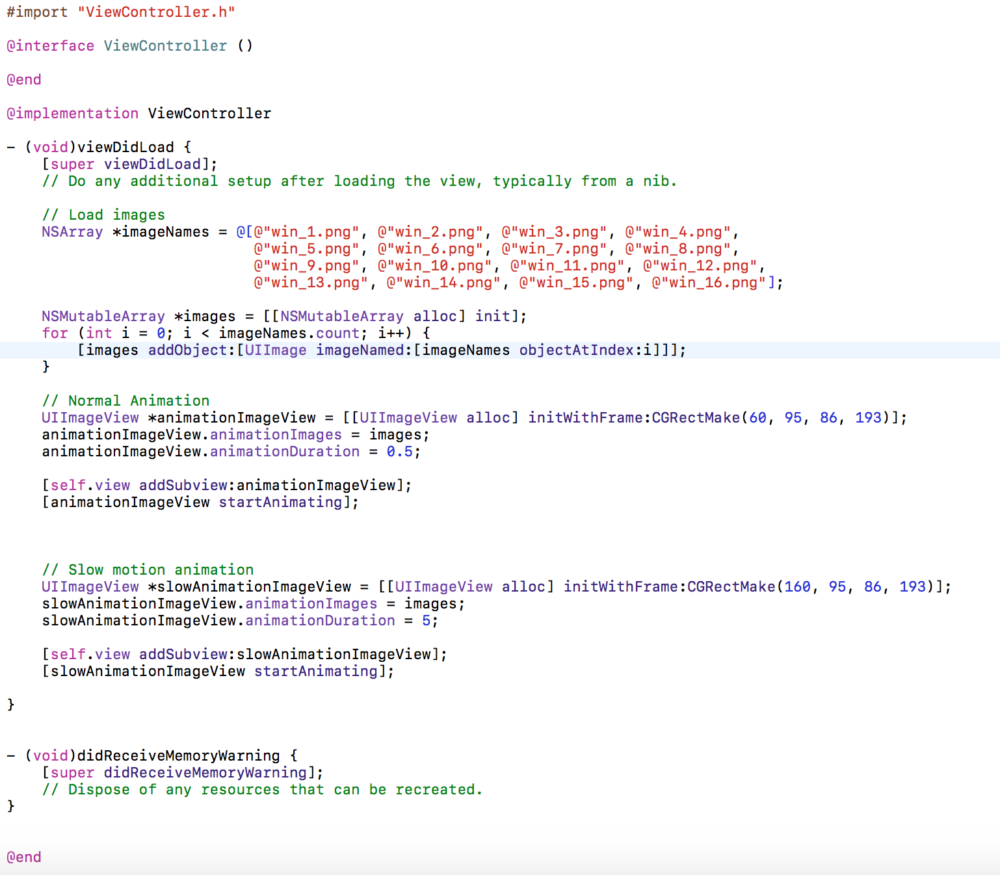 #import "ViewController.h"
@interface ViewController ()
@end
@implementation ViewController
- (void)viewDidLoad {
[super viewDidLoad];
// Do any additional setup after loading the view, typically from a nib.
// Load images
NSArray *imageNames = @[@"win_1.png", @"win_2.png", @"win_3.png", @"win_4.png",
@"win_5.png", @"win_6.png", @"win_7.png", @"win_8.png",
@"win_9.png", @"win_10.png", @"win_11.png", @"win_12.png",
@"win_13.png", @"win_14.png", @"win_15.png", @"win_16.png"];
NSMutableArray *images = [[NSMutableArray alloc] init];
for (int i = 0; i < imageNames.count; i++) {
[images addObject:[UIImage imageNamed:[imageNames objectAtIndex:i]]];
}
// Normal Animation
UIImageView *animationImageView = [[UIImageView alloc] initWithFrame:CGRectMake(60, 95, 86, 193)];
animationImageView.animationImages = images;
animationImageView.animationDuration = 0.5;
[self.view addSubview:animationImageView];
[animationImageView startAnimating];
// Slow motion animation
UIImageView *slowAnimationImageView = [[UIImageView alloc] initWithFrame:CGRectMake(160, 95, 86, 193)];
slowAnimationImageView.animationImages = images;
slowAnimationImageView.animationDuration = 5;
[self.view addSubview:slowAnimationImageView];
[slowAnimationImageView startAnimating];
}
- (void)didReceiveMemoryWarning {
[super didReceiveMemoryWarning];
// Dispose of any resources that can be recreated.
}
@end